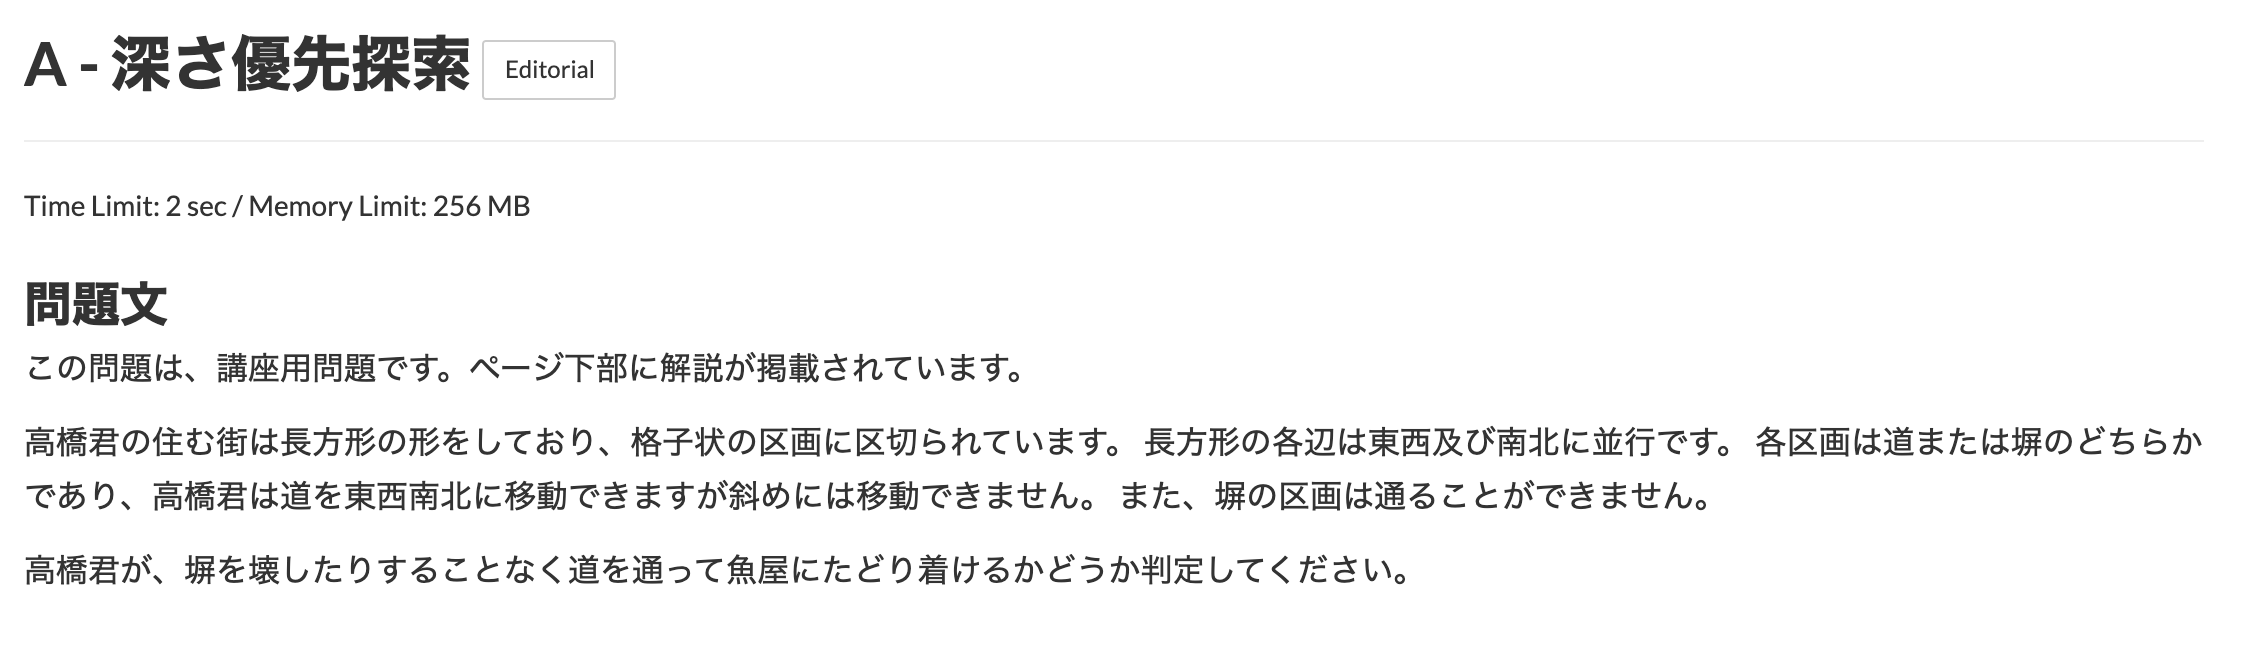 A - 深さ優先探索 Editorial
Time Limit: 2 sec / Memory Limit: 256 MB
問題文
この問題は、講座用問題です。ページ下部に解説が掲載されています。
高橋君の住む街は長方形の形をしており、格子状の区画に区切られています。 長方形の各辺は東西及び南北に並行です。 各区画は道または塀のどちらか
であり、高橋君は道を東西南北に移動できますが斜めには移動できません。 また、塀の区画は通ることができません。
高橋君が、塀を壊したりすることなく道を通って魚屋にたどり着けるかどうか判定してください。